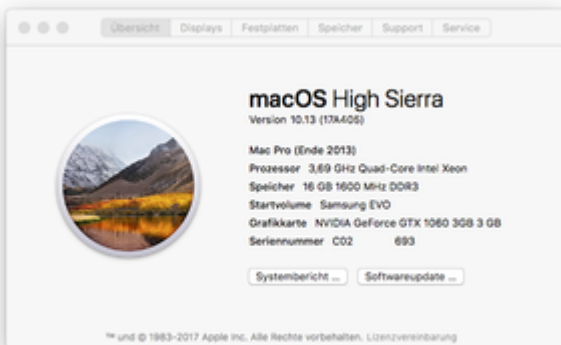 Übersicht Displays Festplatten Speicher Support Service
macOS High Sierra
Version 10.13 (17A405)
Mac Pro (Ende 2013)
Prozessor 3,69 GHz Quad-Core Intel Xeon
Speicher 16 GB 1600 MHz DDR3
Startvolume Samsung EVO
Grafikkarte NVIDIA GeForce GTX 1060 3GB 3 GB
Seriennummer C02 693
Systembericht ... Softwareupdate ...
™ und © 1983-2017 Apple Inc. Alle Rechte vorbehalten. Lizenzvereinbarung